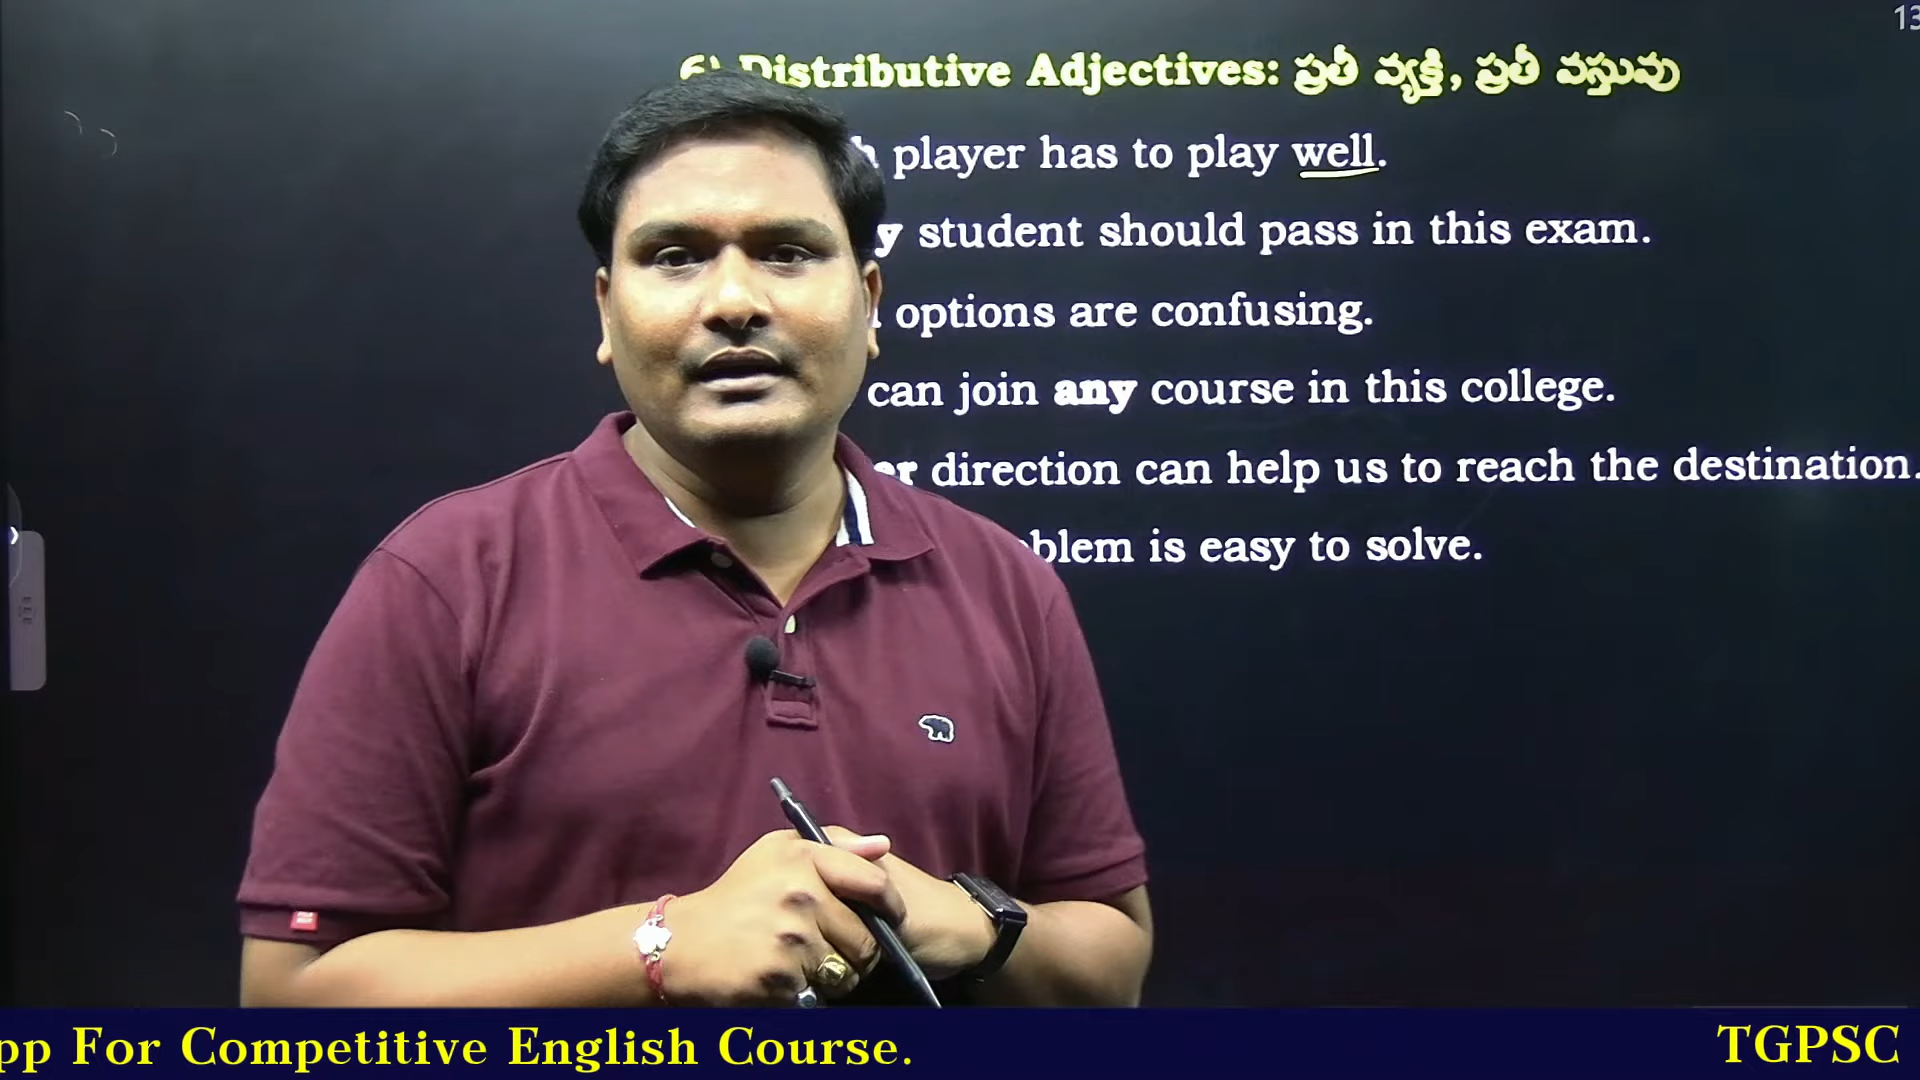 13
6) Distributive Adjectives: ప్రతీ వ్యక్తి, ప్రతీ వస్తువు
player has to play well.
student should pass in this exam.
options are confusing.
can join any course in this college.
direction can help us to reach the destination.
is easy to solve.
For Competitive English Course.
TGPSC